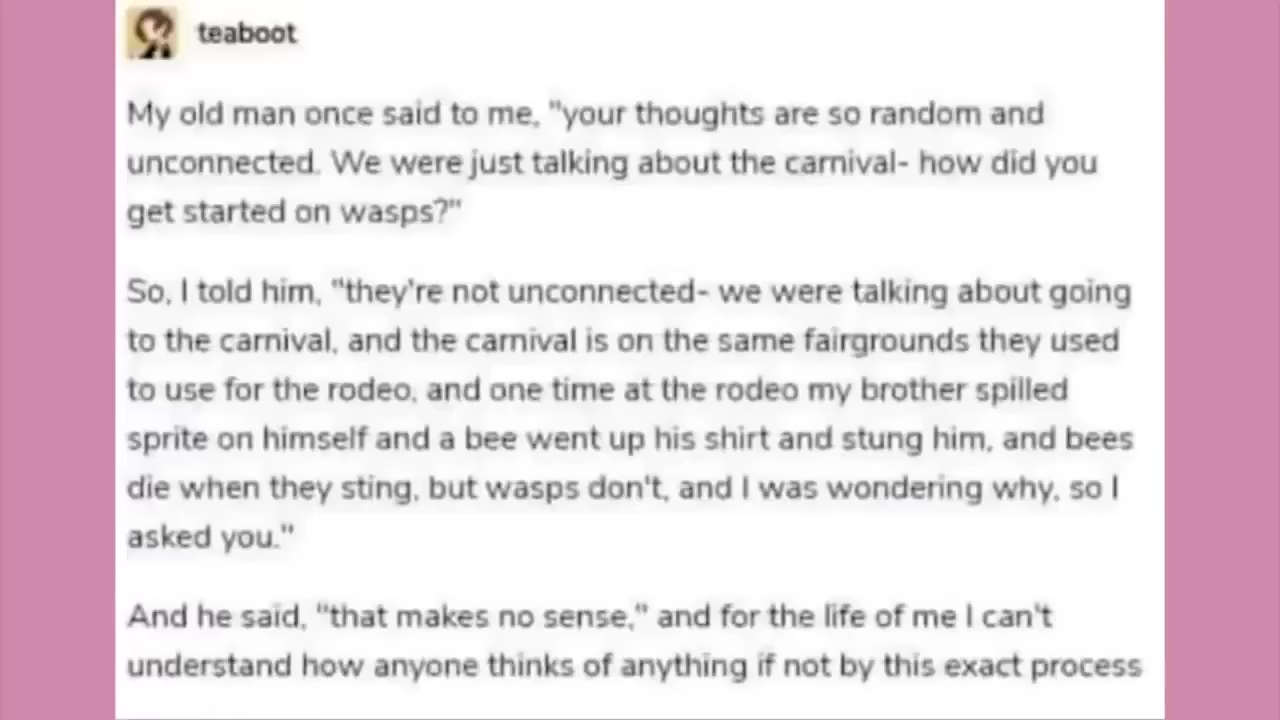 teaboot
My old man once said to me, "your thoughts are so random and
unconnected. We were just talking about the carnival- how did you
get started on wasps?"
So, I told him, "they're not unconnected- we were talking about going
to the carnival, and the carnival is on the same fairgrounds they used
to use for the rodeo, and one time at the rodeo my brother spilled
sprite on himself and a bee went up his shirt and stung him, and bees
die when they sting, but wasps don't, and I was wondering why, so I
asked you."
And he said, "that makes no sense," and for the life of me I can't
understand how anyone thinks of anything if not by this exact process